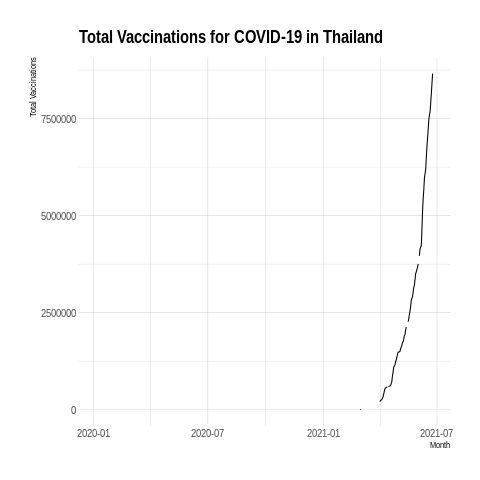 Total Vaccinations for COVID-19 in Thailand
Total Vaccinations
7500000
5000000
2500000
0
2020-01
2020-07
2021-01
2021-07
Month